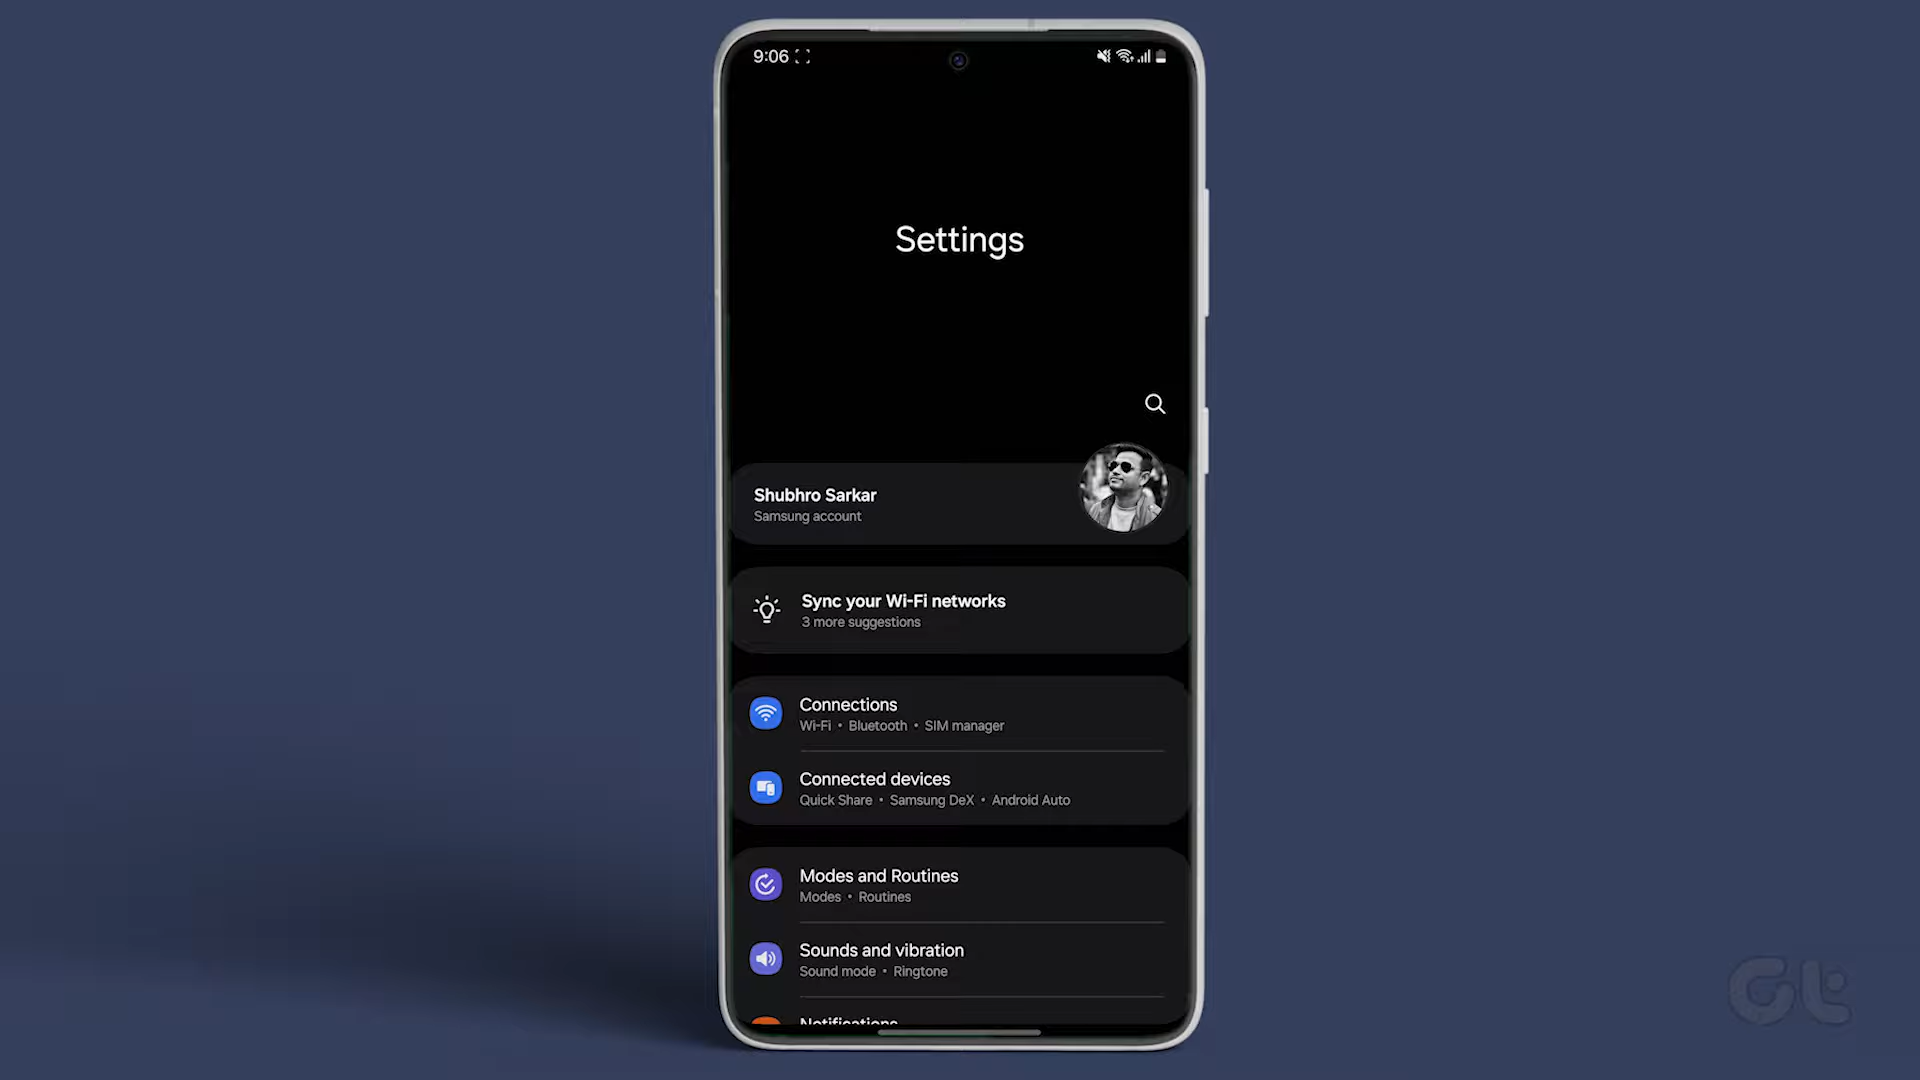 9:06
Settings
Shubhro Sarkar
Samsung account
Sync your Wi-Fi networks
3 more suggestions
Connections
Wi-Fi • Bluetooth • SIM manager
Connected devices
Quick Share • Samsung DeX • Android Auto
Modes and Routines
Modes • Routines
Sounds and vibration
Sound mode • Ringtone
Notifications
GT